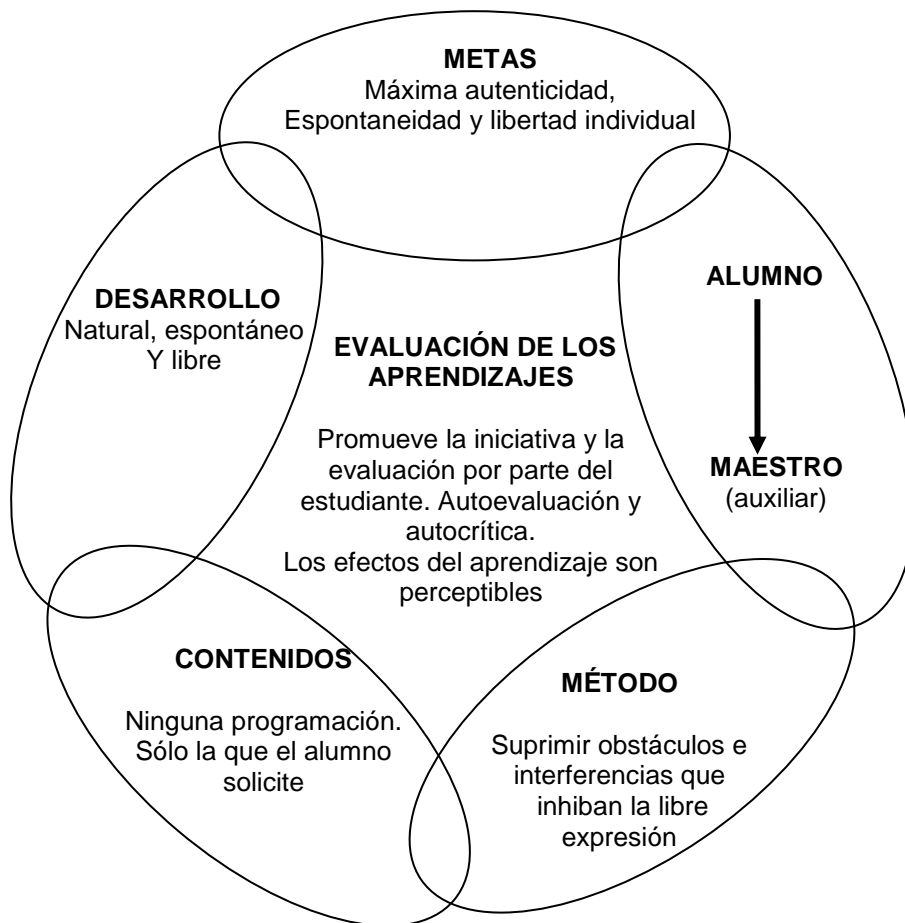 METAS
Máxima autenticidad,
Espontaneidad y libertad individual
DESARROLLO
Natural, espontáneo
Y libre
ALUMNO
MAESTRO
(auxiliar)
EVALUACIÓN DE LOS
APRENDIZAJES
Promueve la iniciativa y la
evaluación por parte del
estudiante. Autoevaluación y
autocrítica.
Los efectos del aprendizaje son
perceptibles
CONTENIDOS
Ninguna programación.
Sólo la que el alumno
solicite
MÉTODO
Suprimir obstáculos e
interferencias que
inhiban la libre
expresión